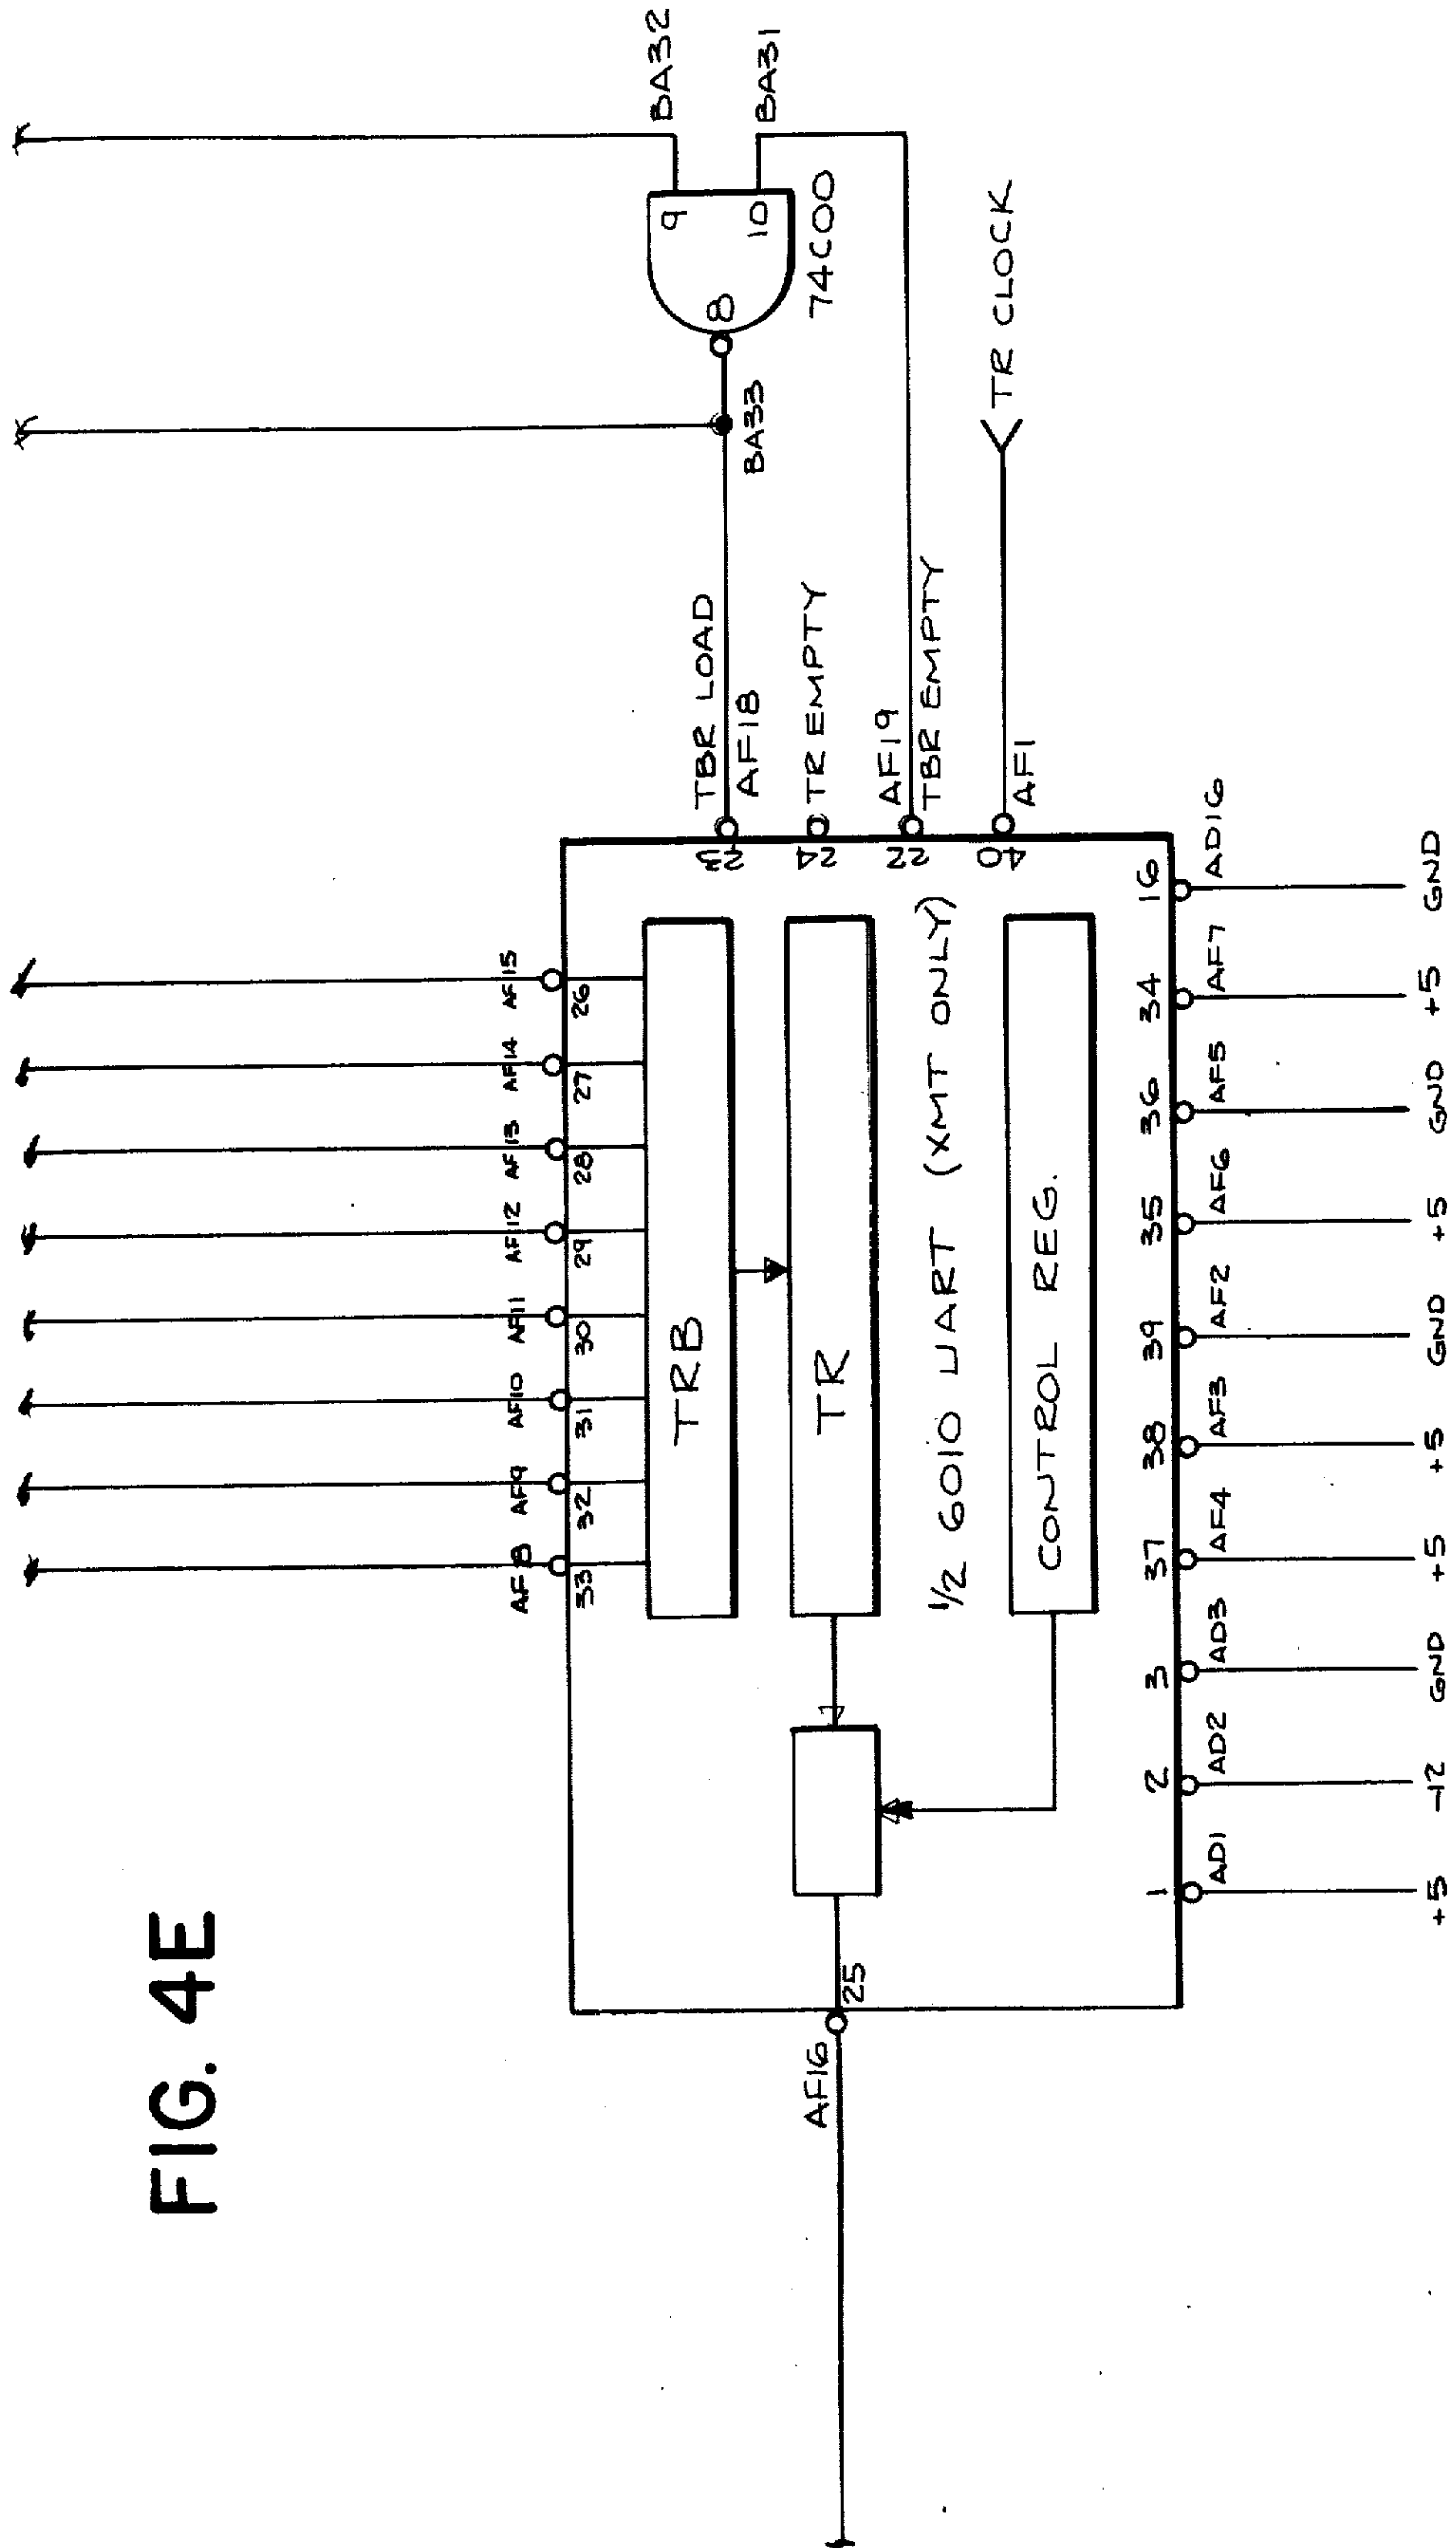 FIG. 4E
BA32
BA31
9
10
8
74C00
BA33
TBR LOAD
AF18
TR EMPTY
AF19
TBR EMPTY
TR CLOCK
AF1
23
24
22
40
AF8 AF9 AF10 AF11 AF12 AF13 AF14 AF15
33 32 31 30 29 28 27 26
TRB
TR
1/2 6010 UART (XMT ONLY)
CONTROL REG.
25
AF16
1 2 3 37 38 39 35 36 34 16
AD1 AD2 AD3 AF4 AF3 AF2 AF6 AF5 AF7 AD16
+5 -12 GND +5 +5 GND +5 GND +5 GND